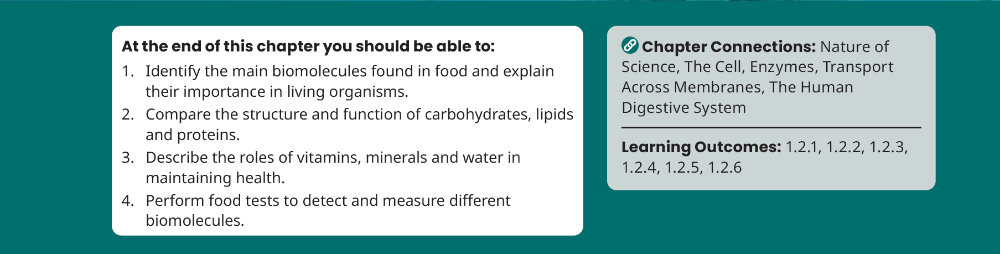 At the end of this chapter you should be able to:
1. Identify the main biomolecules found in food and explain
their importance in living organisms.
2. Compare the structure and function of carbohydrates, lipids
and proteins.
3. Describe the roles of vitamins, minerals and water in
maintaining health.
4. Perform food tests to detect and measure different
biomolecules.
Chapter Connections: Nature of
Science, The Cell, Enzymes, Transport
Across Membranes, The Human
Digestive System
Learning Outcomes: 1.2.1, 1.2.2, 1.2.3,
1.2.4, 1.2.5, 1.2.6